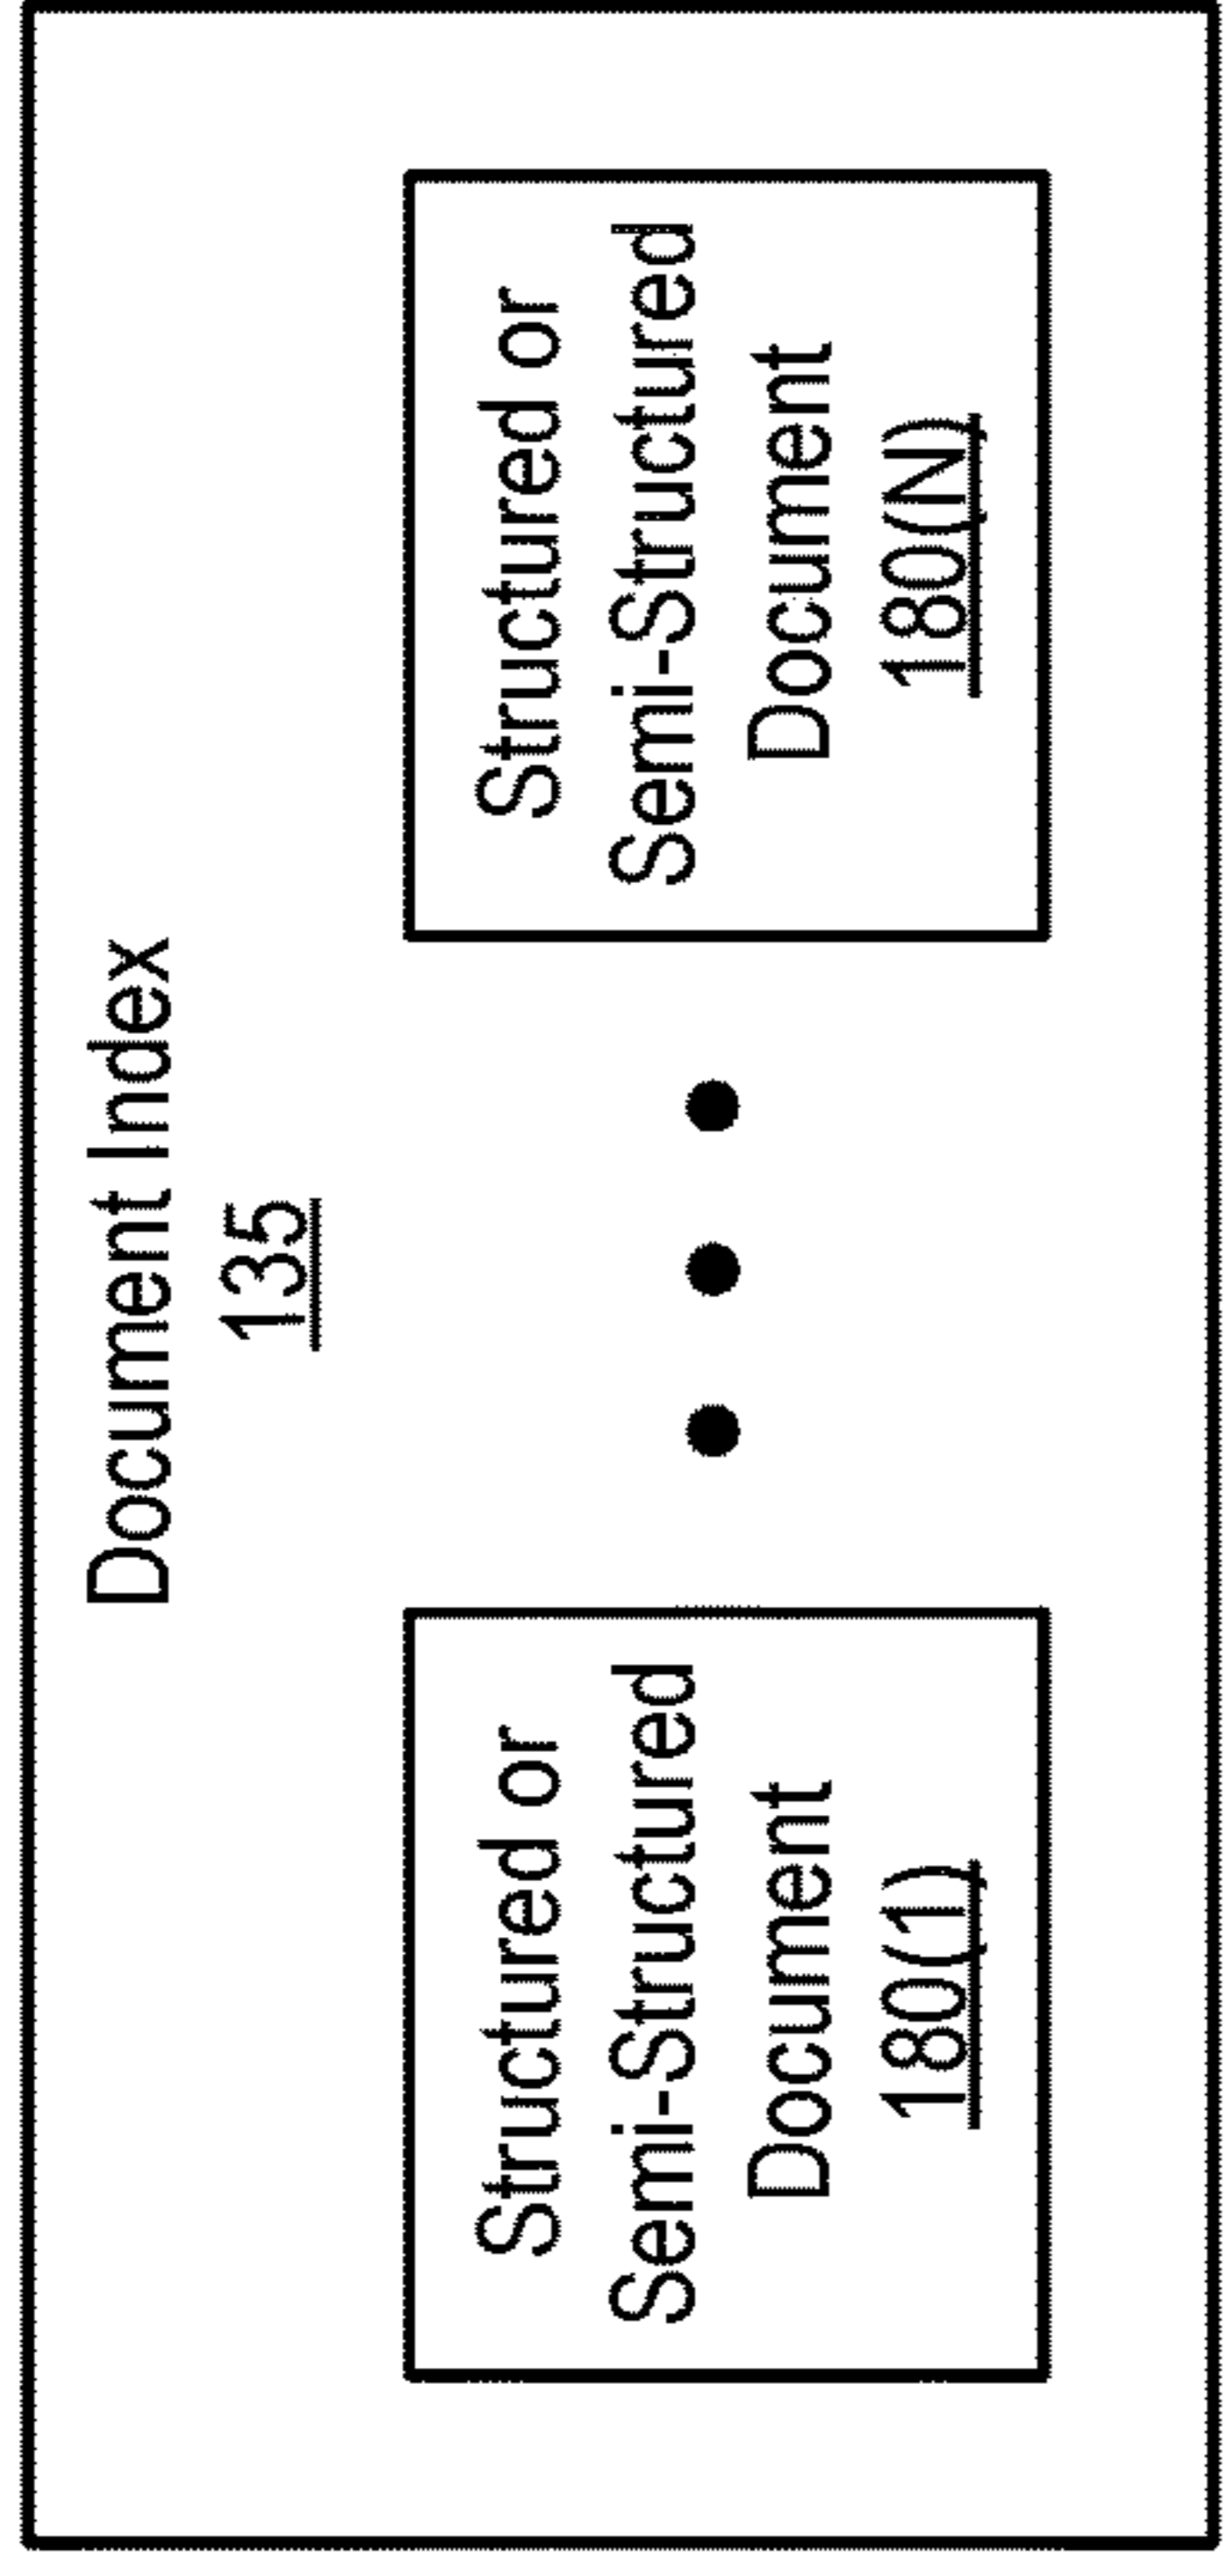 Document Index
135
Structured or
Semi-Structured
Document
180(1)
Structured or
Semi-Structured
Document
180(N)